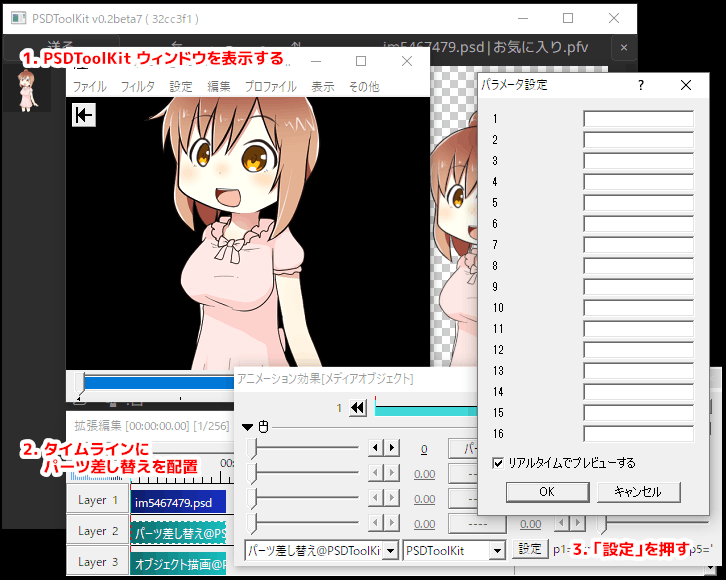 PSDToolKit v0.2beta7 ( 32cc3f1 )
im5467479.psd | お気に入り.pfv
1. PSDToolKit ウィンドウを表示する
ファイル フィルタ 設定 編集 プロファイル 表示 その他
パラメータ設定
1
2
3
4
5
6
7
8
9
10
11
12
13
14
15
16
リアルタイムでプレビューする
OK キャンセル
アニメーション効果[メディアオブジェクト]
1
0
パー
0.00
----
0.00
----
0.00
----
0.00
拡張編集 [00:00:00.00] [1/256]
2. タイムラインに
パーツ差し替えを配置
00:
Layer 1 im5467479.psd
Layer 2 パーツ差し替え@PS
Layer 3 オブジェクト描画@P
パーツ差し替え@PSDToolKi PSDToolKit 設定 p1= p5='
3.「設定」を押す